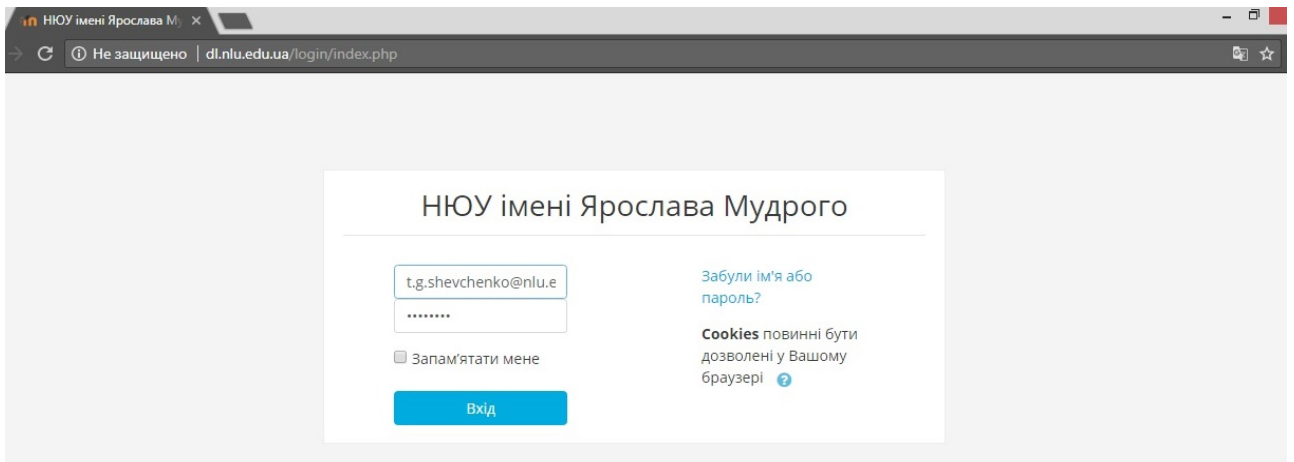 НЮУ імені Ярослава М
Не защищено | dl.nlu.edu.ua/login/index.php
НЮУ імені Ярослава Мудрого
t.g.shevchenko@nlu.e
••••••••
Запам'ятати мене
Вхід
Забули ім'я або
пароль?
Cookies повинні бути
дозволені у Вашому
браузері ?